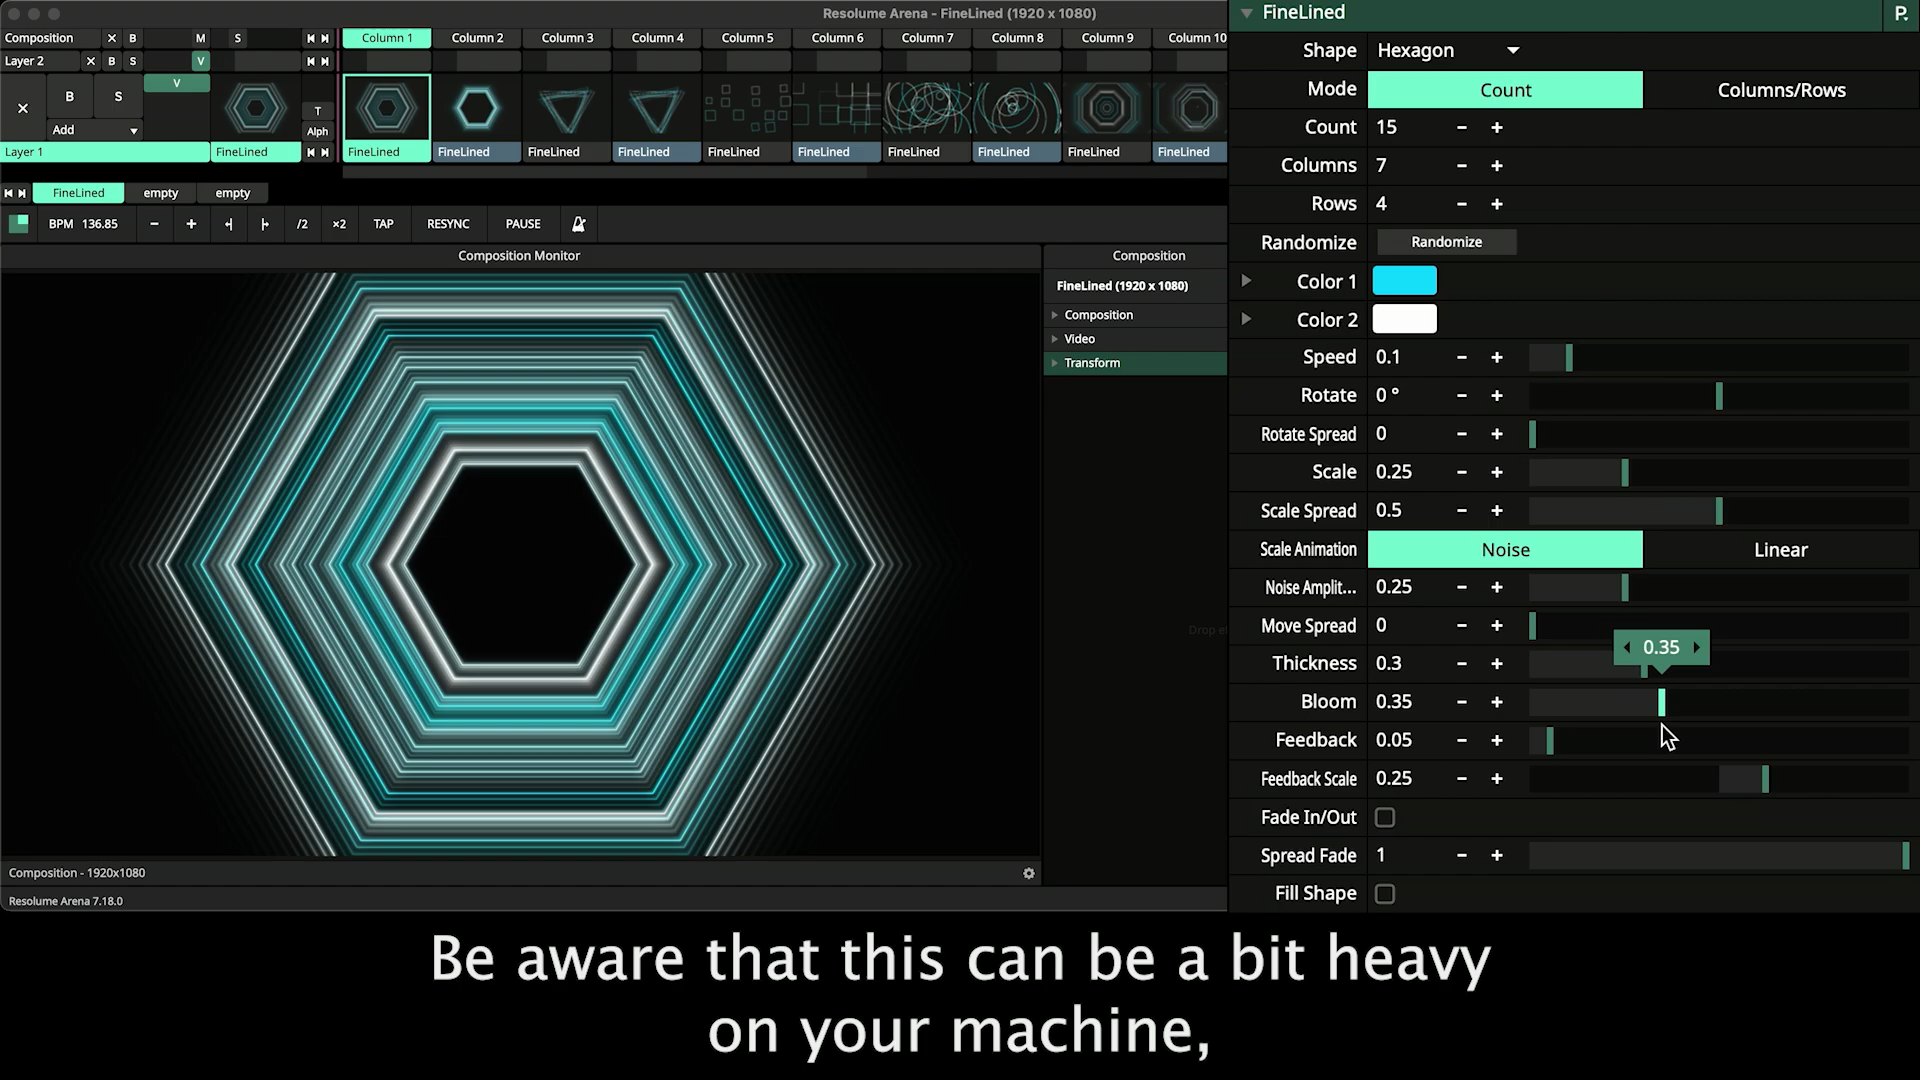 Resolume Arena - FineLined (1920 x 1080)
Composition X B M S
Column 1 Column 2 Column 3 Column 4 Column 5 Column 6 Column 7 Column 8 Column 9 Column 10
Layer 2 X B S V
V
X B S
T
Add
Alph
Layer 1 FineLined FineLined FineLined FineLined FineLined FineLined FineLined FineLined FineLined FineLined FineLined
FineLined empty empty
BPM 136.85 - + /2 ×2 TAP RESYNC PAUSE
Composition Monitor
Composition
FineLined (1920 x 1080)
Composition
Video
Transform
Composition - 1920x1080
Resolume Arena 7.18.0
FineLined P.
Shape Hexagon
Mode Count Columns/Rows
Count 15 - +
Columns 7 - +
Rows 4 - +
Randomize Randomize
Color 1
Color 2
Speed 0.1 - +
Rotate 0 ° - +
Rotate Spread 0 - +
Scale 0.25 - +
Scale Spread 0.5 - +
Scale Animation Noise Linear
Noise Amplit... 0.25 - +
Move Spread 0 - +
0.35
Thickness 0.3 - +
Bloom 0.35 - +
Feedback 0.05 - +
Feedback Scale 0.25 - +
Fade In/Out
Spread Fade 1 - +
Fill Shape
Be aware that this can be a bit heavy
on your machine,